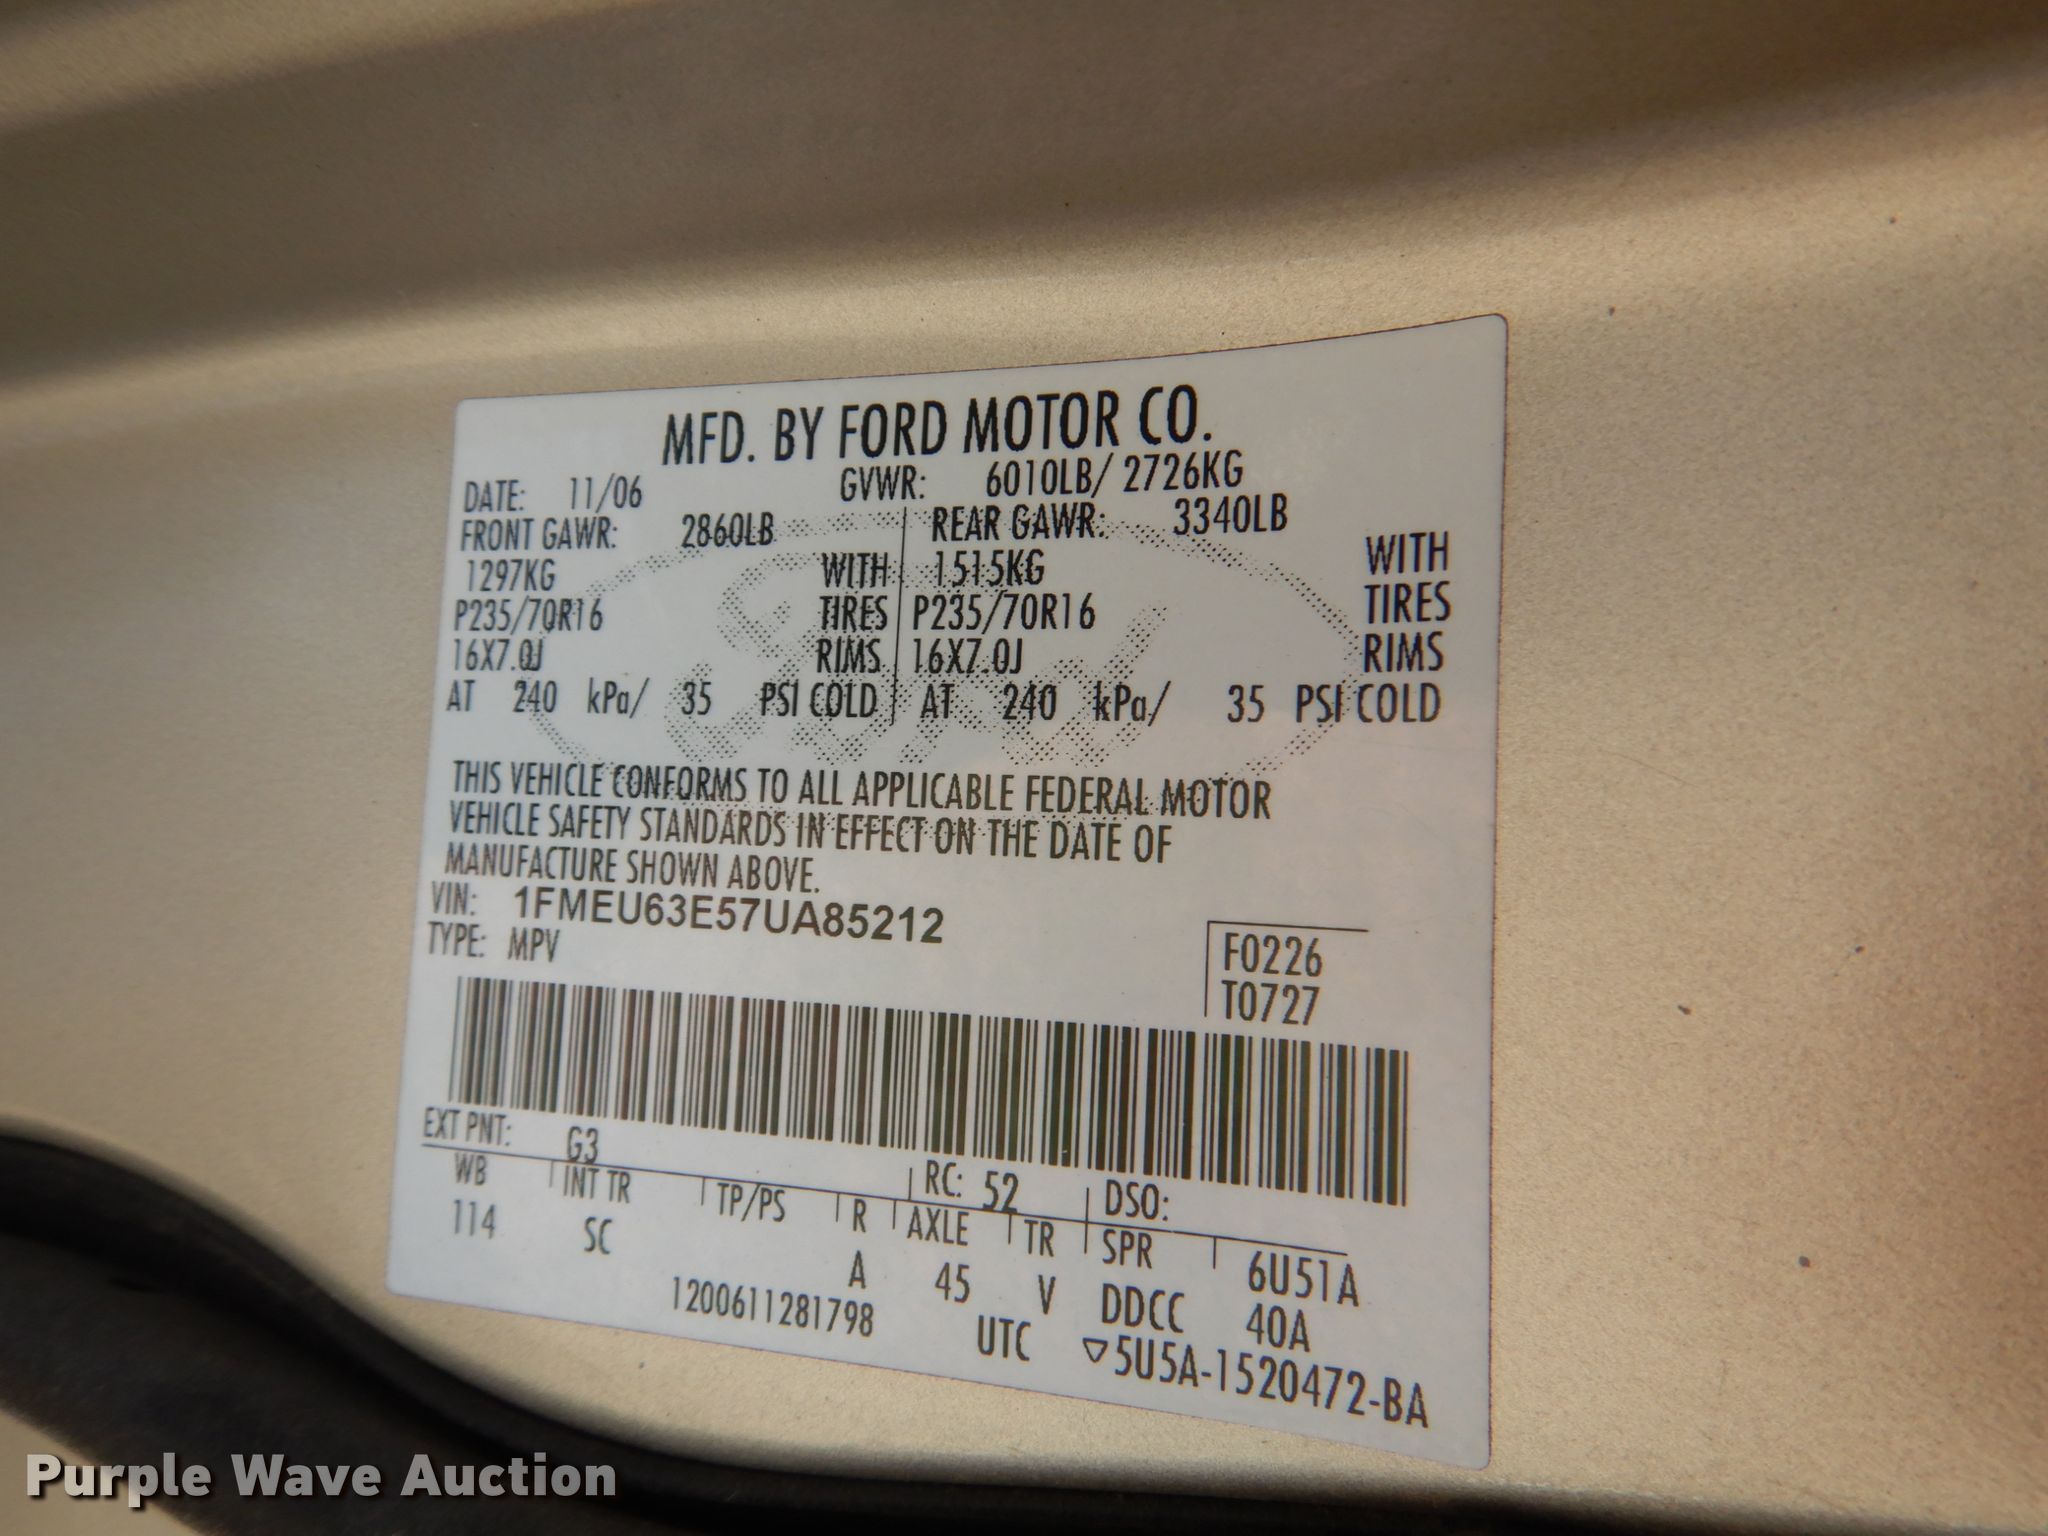 MFD. BY FORD MOTOR CO.
DATE: 11/06 GVWR: 6010LB/ 2726KG
FRONT GAWR: 2860LB REAR GAWR: 3340LB
1297KG WITH 1515KG WITH
P235/70R16 TIRES P235/70R16 TIRES
16X7.0J RIMS 16X7.0J RIMS
AT 240 kPa/ 35 PSI COLD AT 240 kPa/ 35 PSI COLD
Ford
THIS VEHICLE CONFORMS TO ALL APPLICABLE FEDERAL MOTOR
VEHICLE SAFETY STANDARDS IN EFFECT ON THE DATE OF
MANUFACTURE SHOWN ABOVE.
VIN: 1FMEU63E57UA85212
TYPE: MPV
F0226
T0727
EXT PNT: G3 RC: 52 DSO:
WB INT TR TP/PS R AXLE TR SPR 6U51A
114 SC A 45 V DDCC 40A
1200611281798 UTC ▽5U5A-1520472-BA
Purple Wave Auction